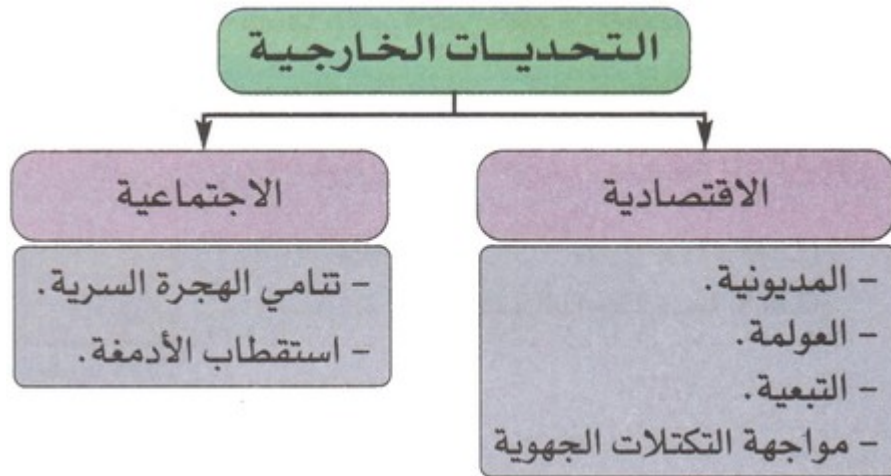 التحديات الخارجية
الاقتصادية
- المديونية.
- العولمة.
- التبعية.
- مواجهة التكتلات الجهوية
الاجتماعية
- تنامي الهجرة السرية.
- استقطاب الأدمغة.